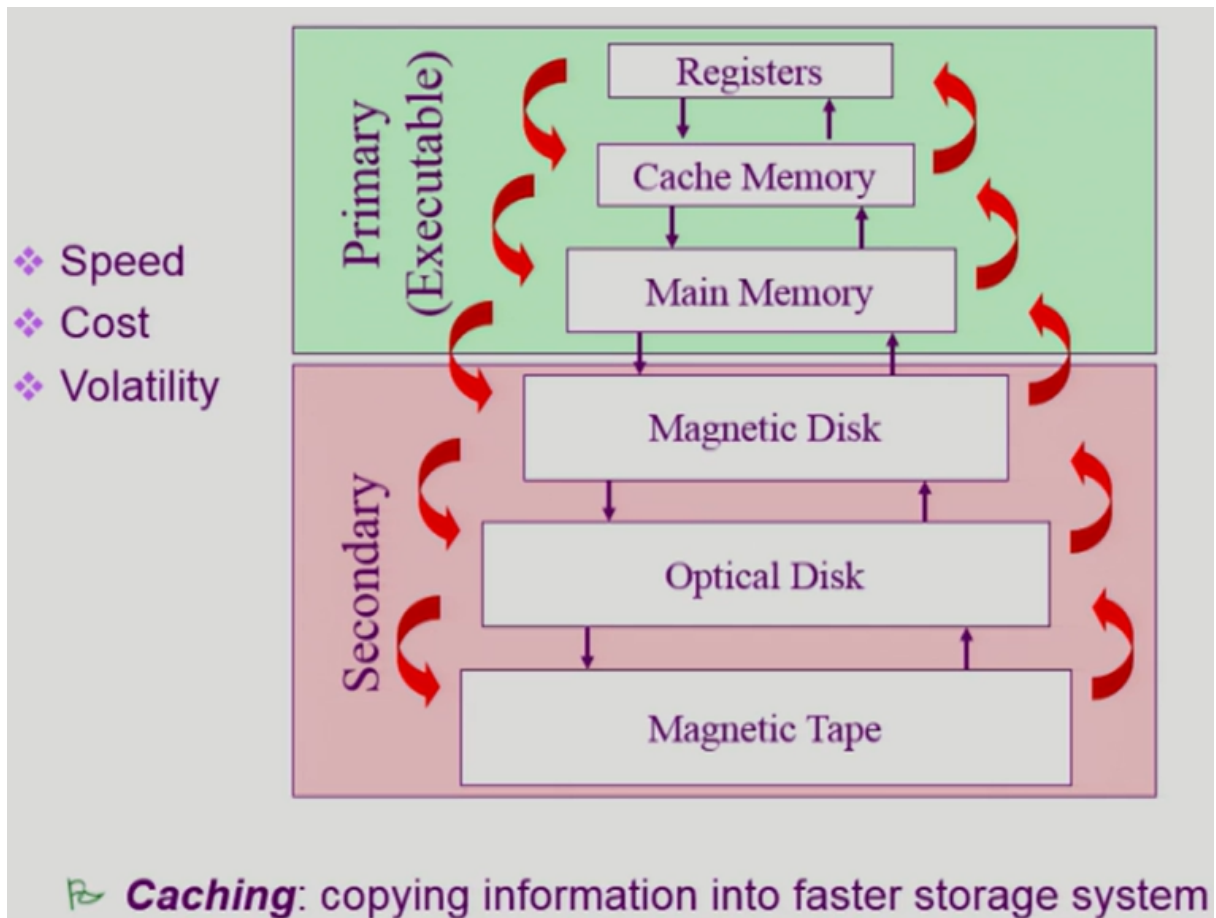 Primary
(Executable)
Registers
Cache Memory
Main Memory
Speed
Cost
Volatility
Secondary
Magnetic Disk
Optical Disk
Magnetic Tape
Caching: copying information into faster storage system